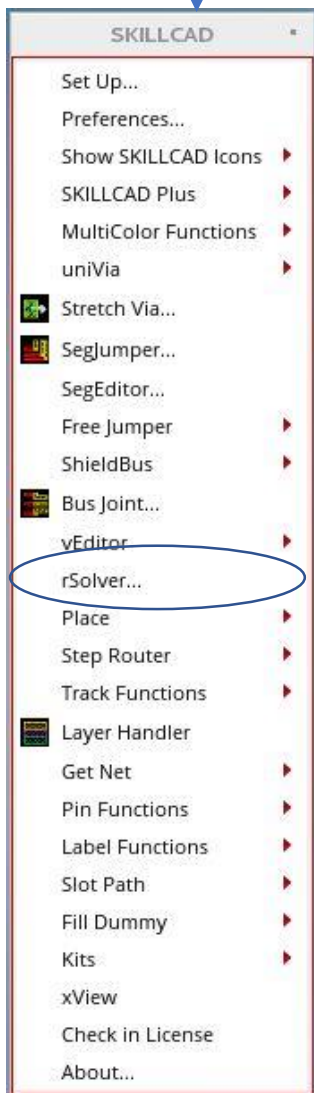 SKILLCAD
Set Up...
Preferences...
Show SKILLCAD Icons
SKILLCAD Plus
MultiColor Functions
uniVia
Stretch Via...
SegJumper...
SegEditor...
Free Jumper
ShieldBus
Bus Joint...
vEditor
rSolver...
Place
Step Router
Track Functions
Layer Handler
Get Net
Pin Functions
Label Functions
Slot Path
Fill Dummy
Kits
xView
Check in License
About...